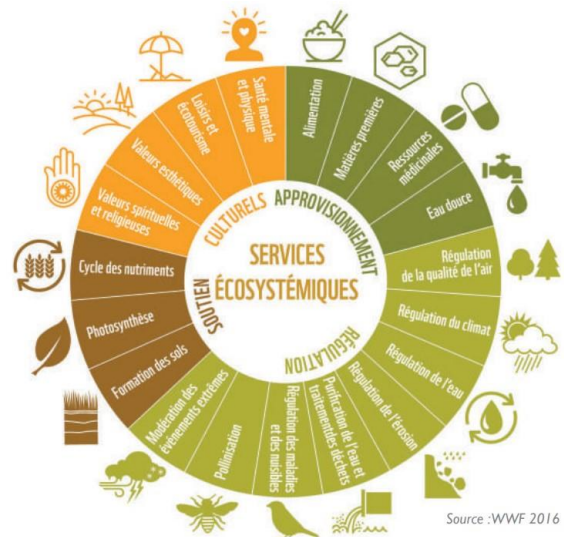 SERVICES
ÉCOSYSTÉMIQUES
APPROVISIONNEMENT
Alimentation
Matières premières
Ressources
médicinales
Eau douce
RÉGULATION
Régulation
de la qualité de l'air
Régulation du climat
Régulation de l'eau
Régulation de l'érosion
Purification de l'eau et
traitementdes déchets
Régulation des maladies
et des nuisibles
Pollinisation
Modération des
événements extrêmes
SOUTIEN
Formation des sols
Photosynthèse
Cycle des nutriments
CULTURELS
Valeurs spirituelles
et religieuses
Valeurs esthétiques
Loisirs et
écotourisme
Santé mentale
et physique
Source :WWF 2016